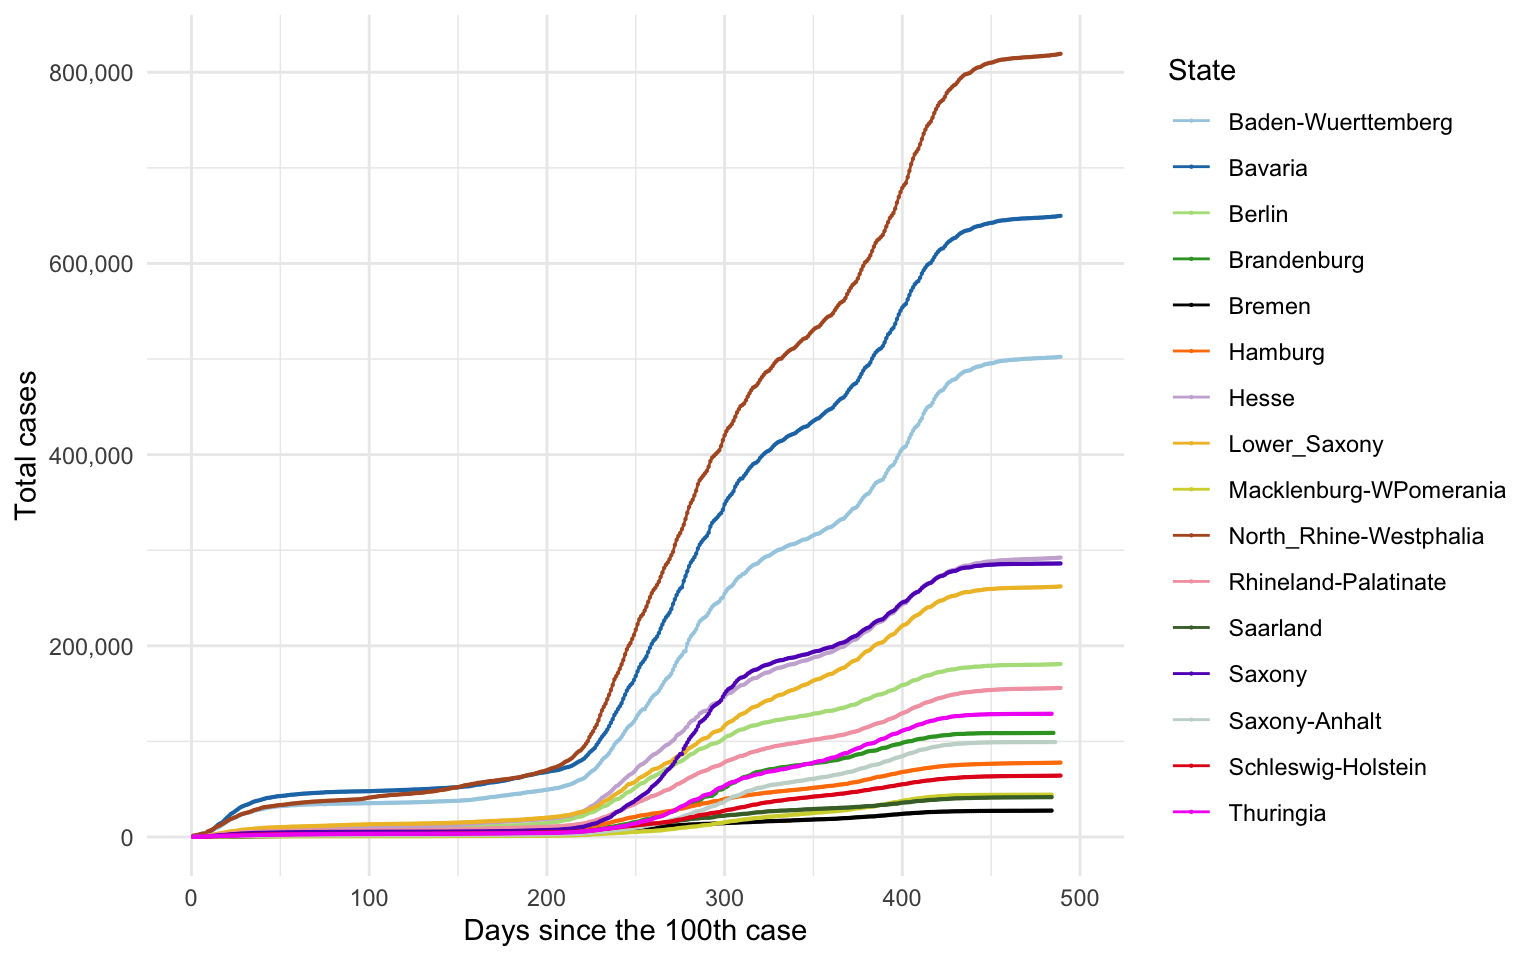 Total cases
800,000
600,000
400,000
200,000
0
0 100 200 300 400 500
Days since the 100th case
State
Baden-Wuerttemberg
Bavaria
Berlin
Brandenburg
Bremen
Hamburg
Hesse
Lower_Saxony
Macklenburg-WPomerania
North_Rhine-Westphalia
Rhineland-Palatinate
Saarland
Saxony
Saxony-Anhalt
Schleswig-Holstein
Thuringia